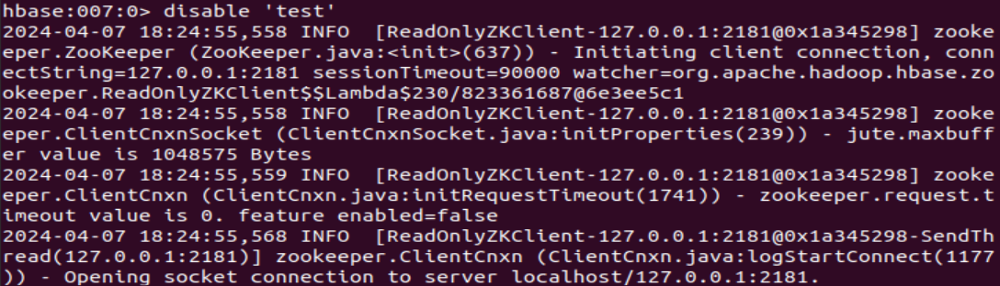 hbase:007:0> disable 'test'
2024-04-07 18:24:55,558 INFO  [ReadOnlyZKClient-127.0.0.1:2181@0x1a345298] zooke
eper.ZooKeeper (ZooKeeper.java:<init>(637)) - Initiating client connection, conn
ectString=127.0.0.1:2181 sessionTimeout=90000 watcher=org.apache.hadoop.hbase.zo
okeeper.ReadOnlyZKClient$$Lambda$230/823361687@6e3ee5c1
2024-04-07 18:24:55,558 INFO  [ReadOnlyZKClient-127.0.0.1:2181@0x1a345298] zooke
eper.ClientCnxnSocket (ClientCnxnSocket.java:initProperties(239)) - jute.maxbuff
er value is 1048575 Bytes
2024-04-07 18:24:55,559 INFO  [ReadOnlyZKClient-127.0.0.1:2181@0x1a345298] zooke
eper.ClientCnxn (ClientCnxn.java:initRequestTimeout(1741)) - zookeeper.request.t
imeout value is 0. feature enabled=false
2024-04-07 18:24:55,568 INFO  [ReadOnlyZKClient-127.0.0.1:2181@0x1a345298-SendTh
read(127.0.0.1:2181)] zookeeper.ClientCnxn (ClientCnxn.java:logStartConnect(1177
)) - Opening socket connection to server localhost/127.0.0.1:2181.